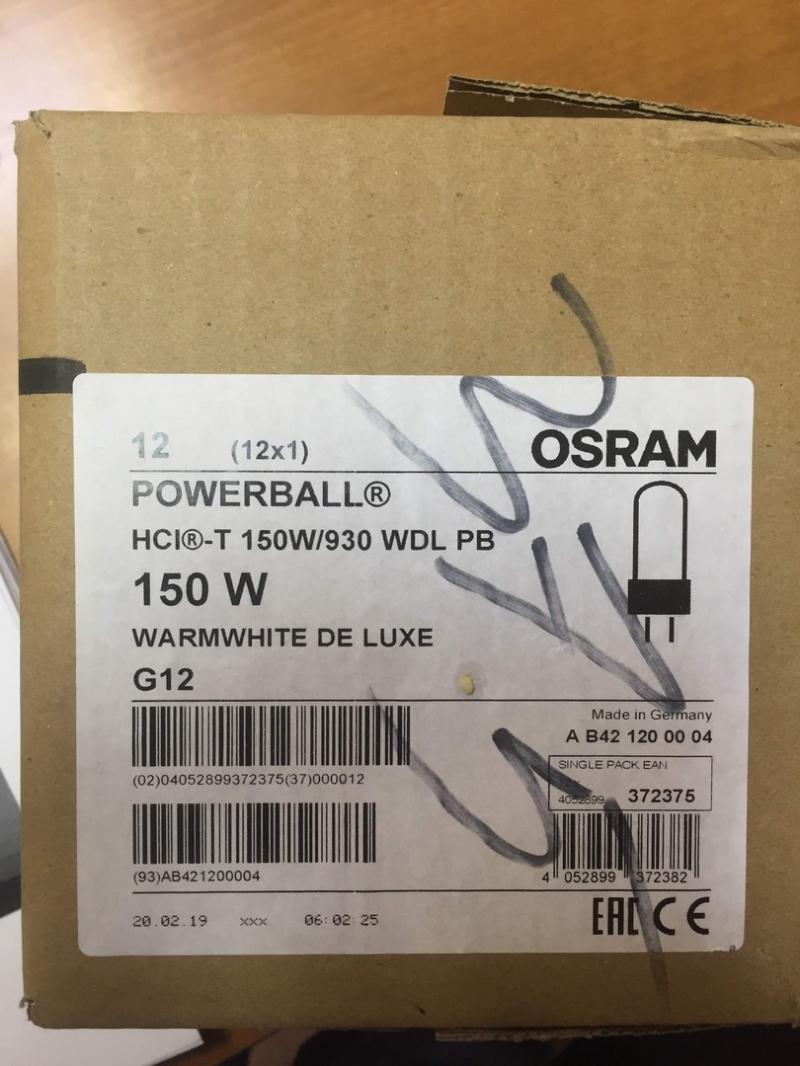 12 (12x1) OSRAM
POWERBALL®
HCI®-T 150W/930 WDL PB
150 W
WARMWHITE DE LUXE
G12
Made in Germany
A B42 120 00 04
SINGLE PACK EAN
4052899 372375
(02)04052899372375(37)000012
4 052899 372382
(93)AB421200004
20.02.19 xxx 06:02:25
EAC CE